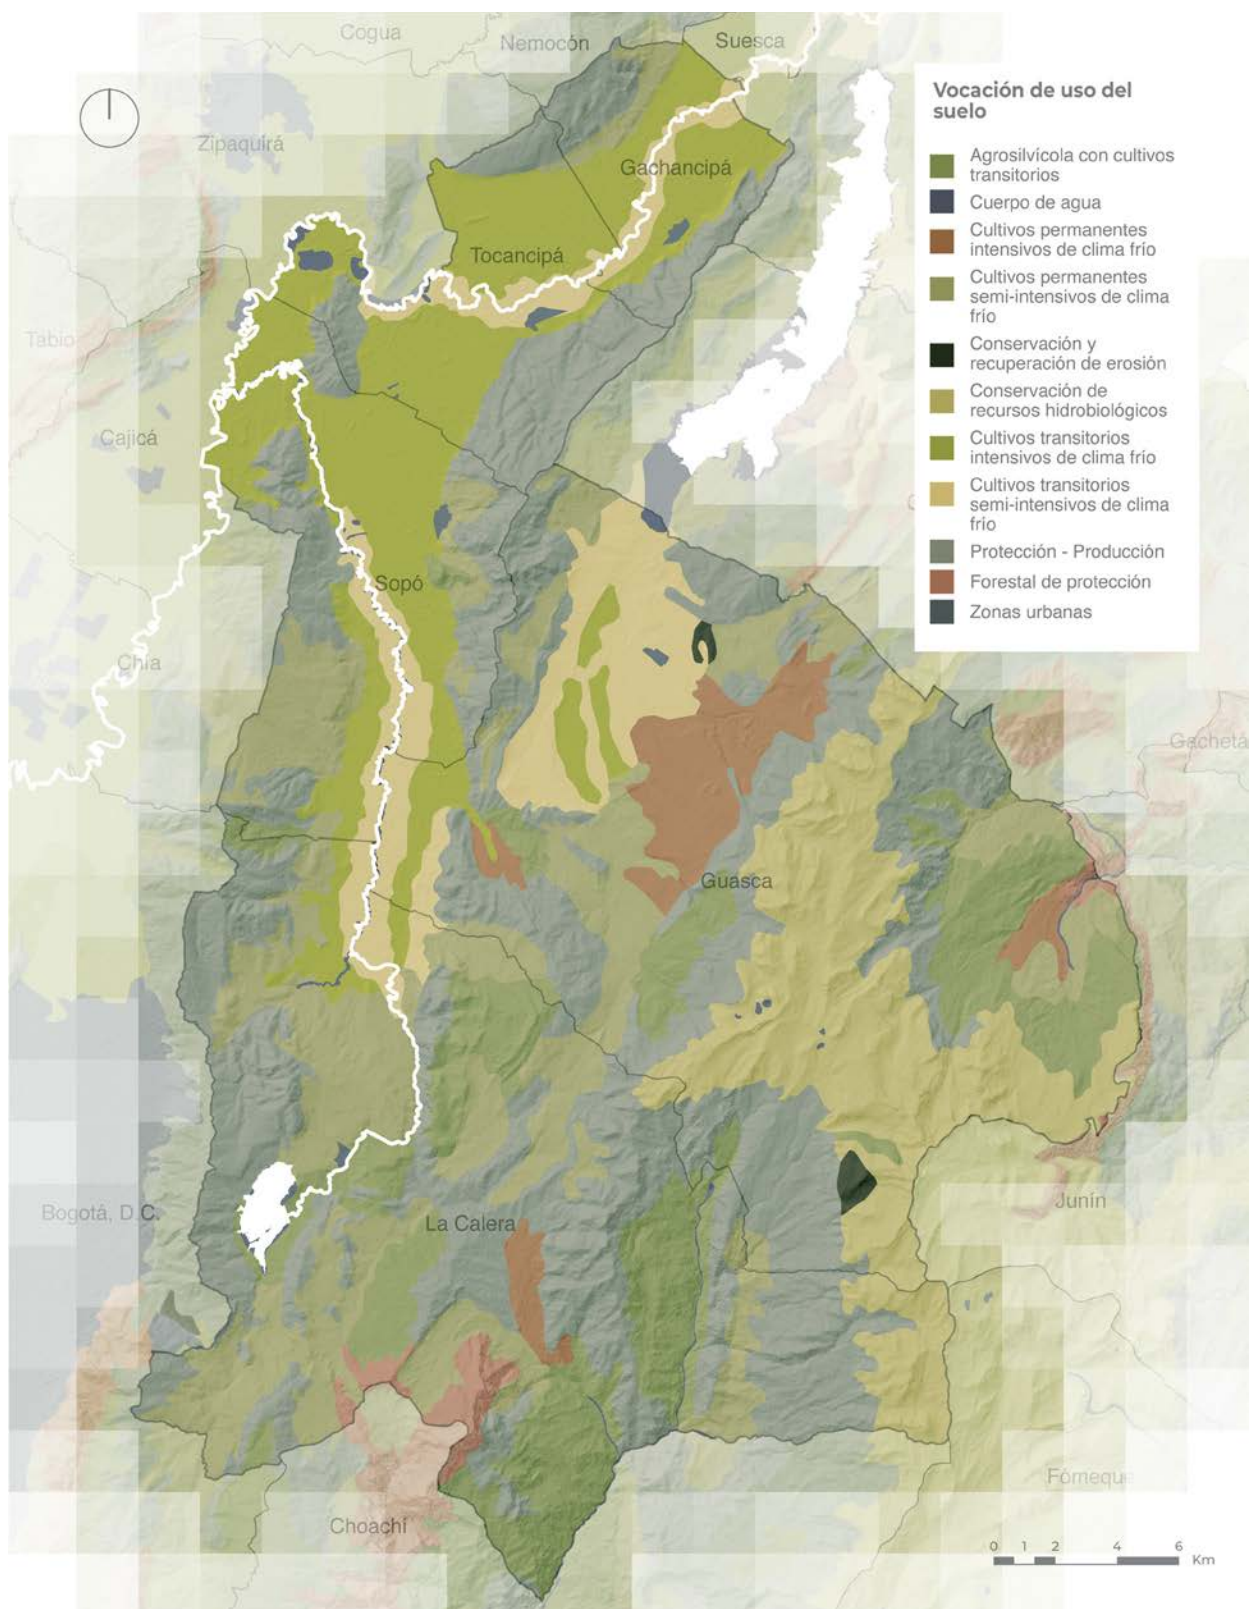 Cogua
Nemocón
Suesca
Zipaquirá
Gachancipá
Tocancipá
Tabio
Cajicá
Sopó
Chía
Gachetá
Guasca
Bogotá, D.C.
La Calera
Junín
Fómeque
Choachí
Vocación de uso del
suelo
Agrosilvícola con cultivos
transitorios
Cuerpo de agua
Cultivos permanentes
intensivos de clima frío
Cultivos permanentes
semi-intensivos de clima
frío
Conservación y
recuperación de erosión
Conservación de
recursos hidrobiológicos
Cultivos transitorios
intensivos de clima frío
Cultivos transitorios
semi-intensivos de clima
frío
Protección - Producción
Forestal de protección
Zonas urbanas
0 1 2 4 6
Km